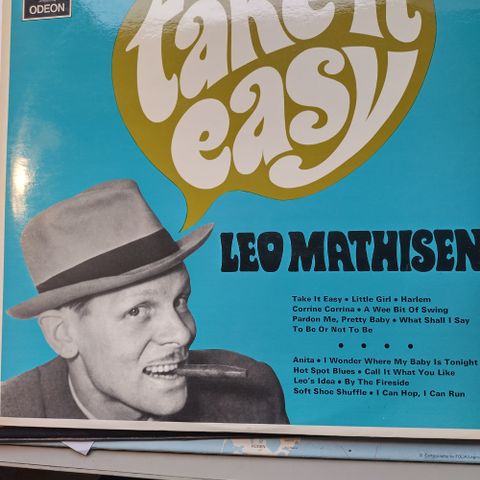 ODEON
take it
easy
LEO MATHISEN
Take It Easy • Little Girl • Harlem
Corrine Corrina • A Wee Bit Of Swing
Pardon Me, Pretty Baby • What Shall I Say
To Be Or Not To Be
• • • •
Anita • I Wonder Where My Baby Is Tonight
Hot Spot Blues • Call It What You Like
Leo's Idea • By The Fireside
Soft Shoe Shuffle • I Can Hop, I Can Run